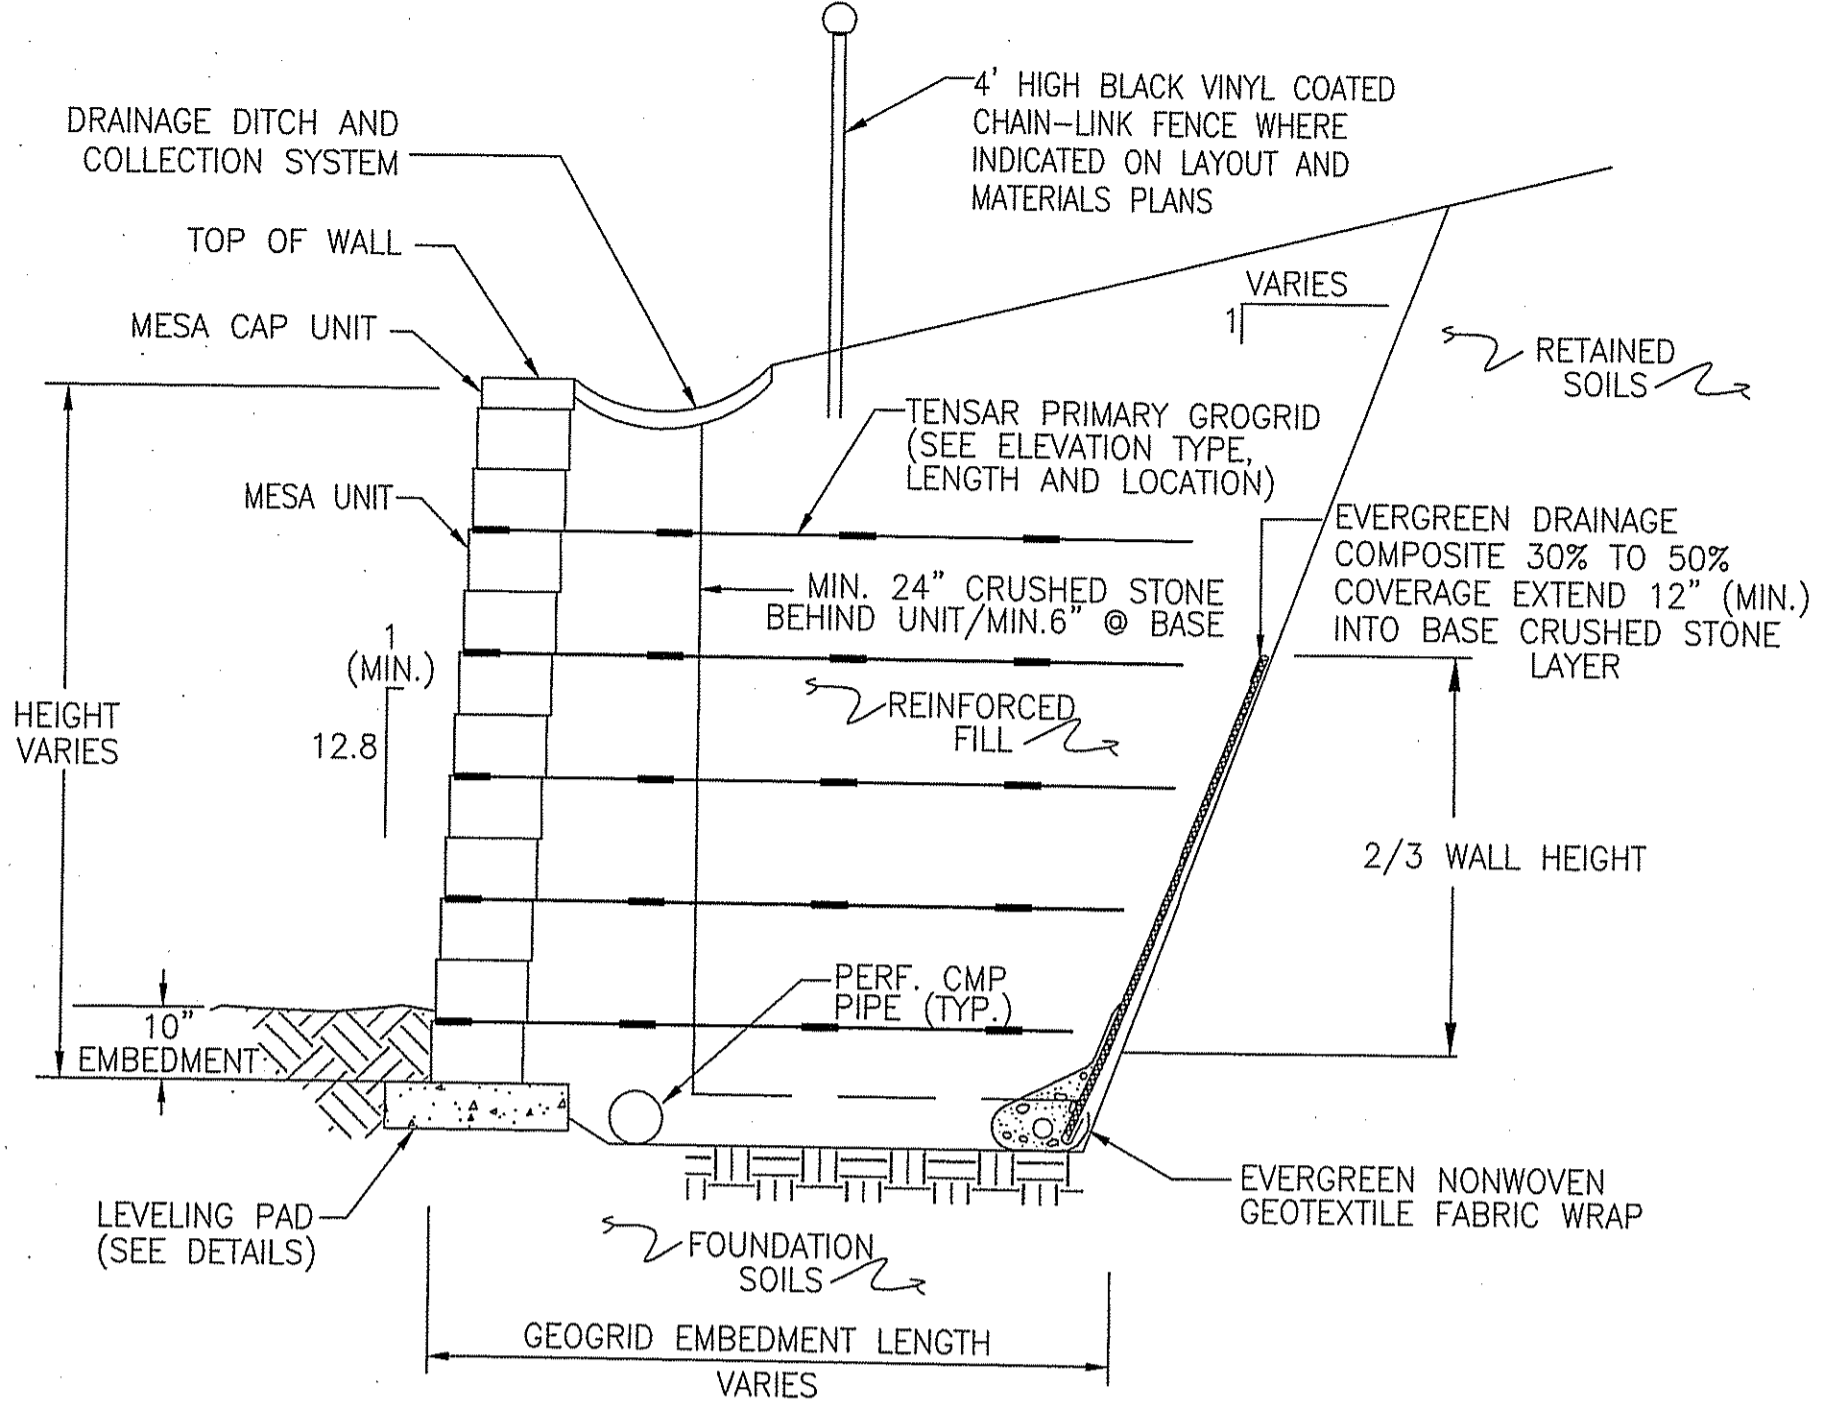 4' HIGH BLACK VINYL COATED
CHAIN-LINK FENCE WHERE
INDICATED ON LAYOUT AND
MATERIALS PLANS
DRAINAGE DITCH AND
COLLECTION SYSTEM
TOP OF WALL
MESA CAP UNIT
VARIES
1
RETAINED
SOILS
TENSAR PRIMARY GROGRID
(SEE ELEVATION TYPE,
LENGTH AND LOCATION)
MESA UNIT
EVERGREEN DRAINAGE
COMPOSITE 30% TO 50%
COVERAGE EXTEND 12" (MIN.)
INTO BASE CRUSHED STONE
LAYER
MIN. 24" CRUSHED STONE
BEHIND UNIT/MIN.6" @ BASE
1
(MIN.)
12.8
HEIGHT
VARIES
REINFORCED
FILL
2/3 WALL HEIGHT
PERF. CMP
PIPE (TYP.)
10"
EMBEDMENT
LEVELING PAD
(SEE DETAILS)
EVERGREEN NONWOVEN
GEOTEXTILE FABRIC WRAP
FOUNDATION
SOILS
GEOGRID EMBEDMENT LENGTH
VARIES